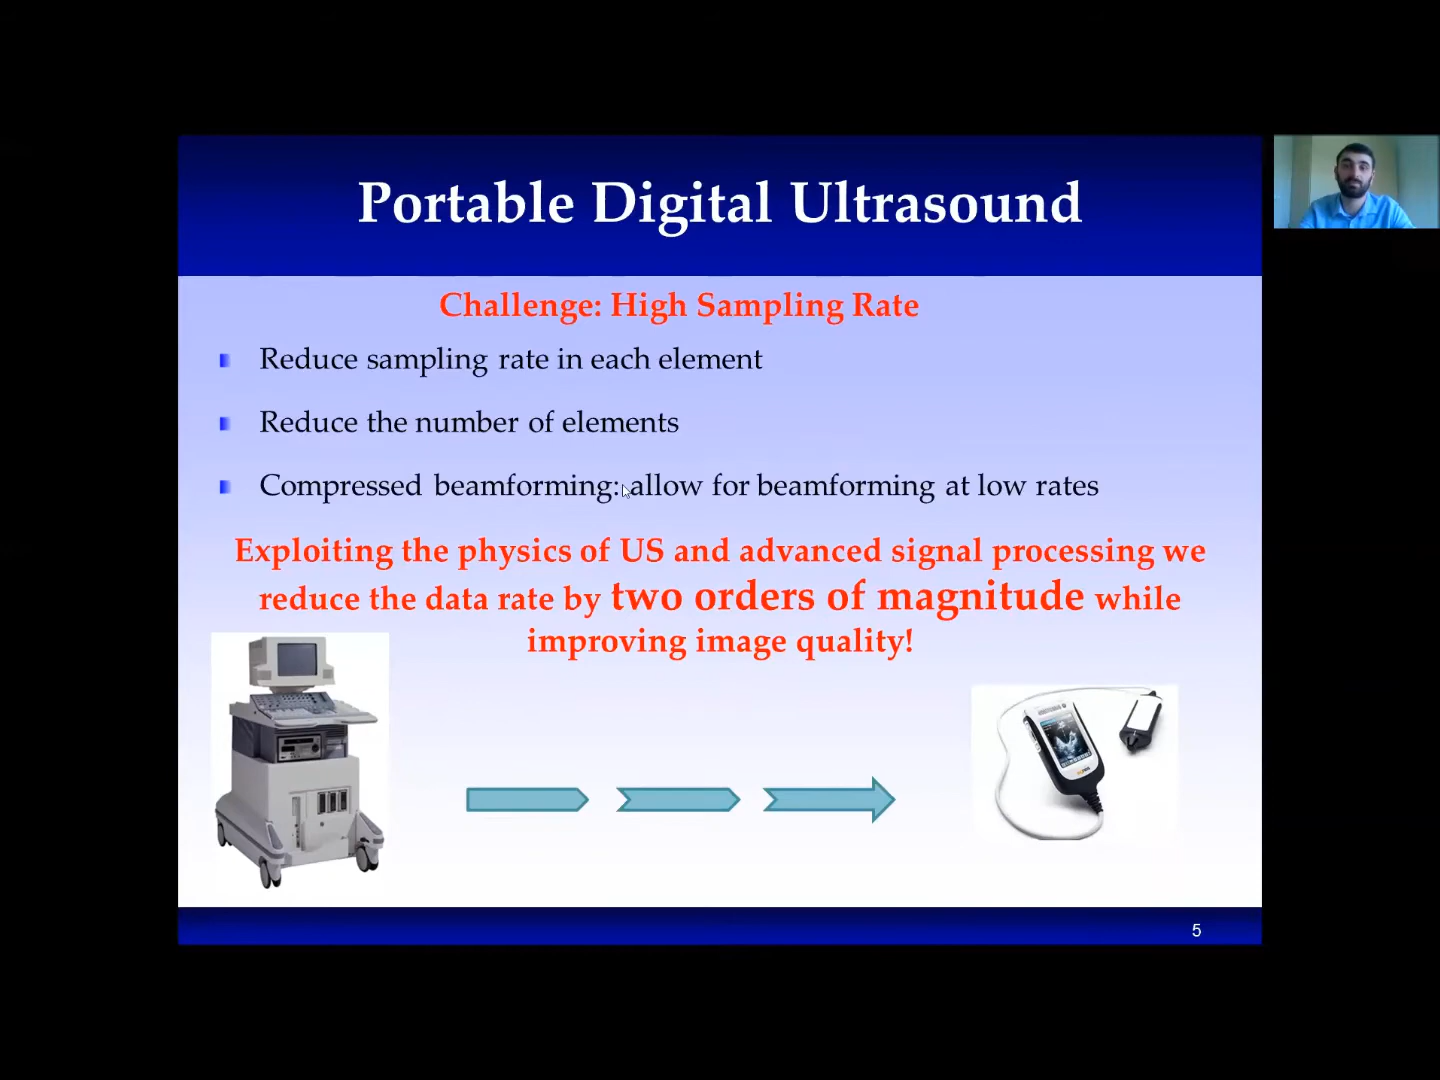 Portable Digital Ultrasound
Challenge: High Sampling Rate
Reduce sampling rate in each element
Reduce the number of elements
Compressed beamforming: allow for beamforming at low rates
Exploiting the physics of US and advanced signal processing we
reduce the data rate by two orders of magnitude while
improving image quality!
5